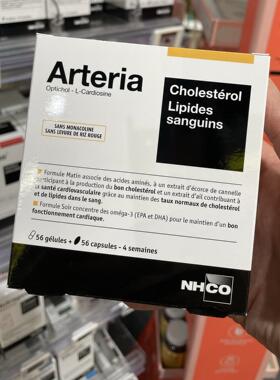 Arteria
Optichol - L-Cardiosine
SANS MONACOLINE
SANS LEVURE DE RIZ ROUGE
Cholestérol
Lipides
sanguins
Formule Matin associe des acides aminés, à un extrait d'écorce de cannelle
participant à la production du bon cholestérol et un extrait d'ail contribuant à
la santé cardiovasculaire grâce au maintien des taux normaux de cholestérol
et de lipides dans le sang.
Formule Soir concentre des oméga-3 (EPA et DHA) pour le maintien d'un bon
fonctionnement cardiaque.
56 gélules + 56 capsules - 4 semaines
NHCO